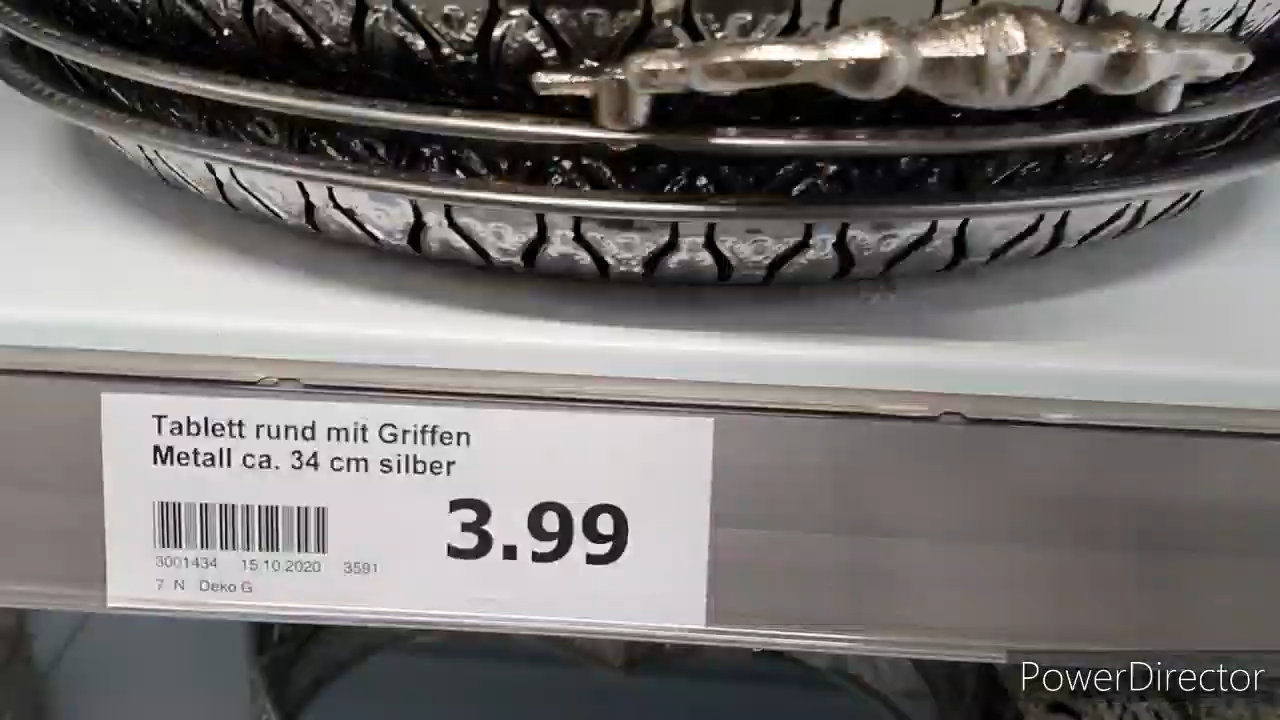 Tablett rund mit Griffen
Metall ca. 34 cm silber
3.99
3001434 15.10.2020 3591
7 N Deko G
PowerDirector